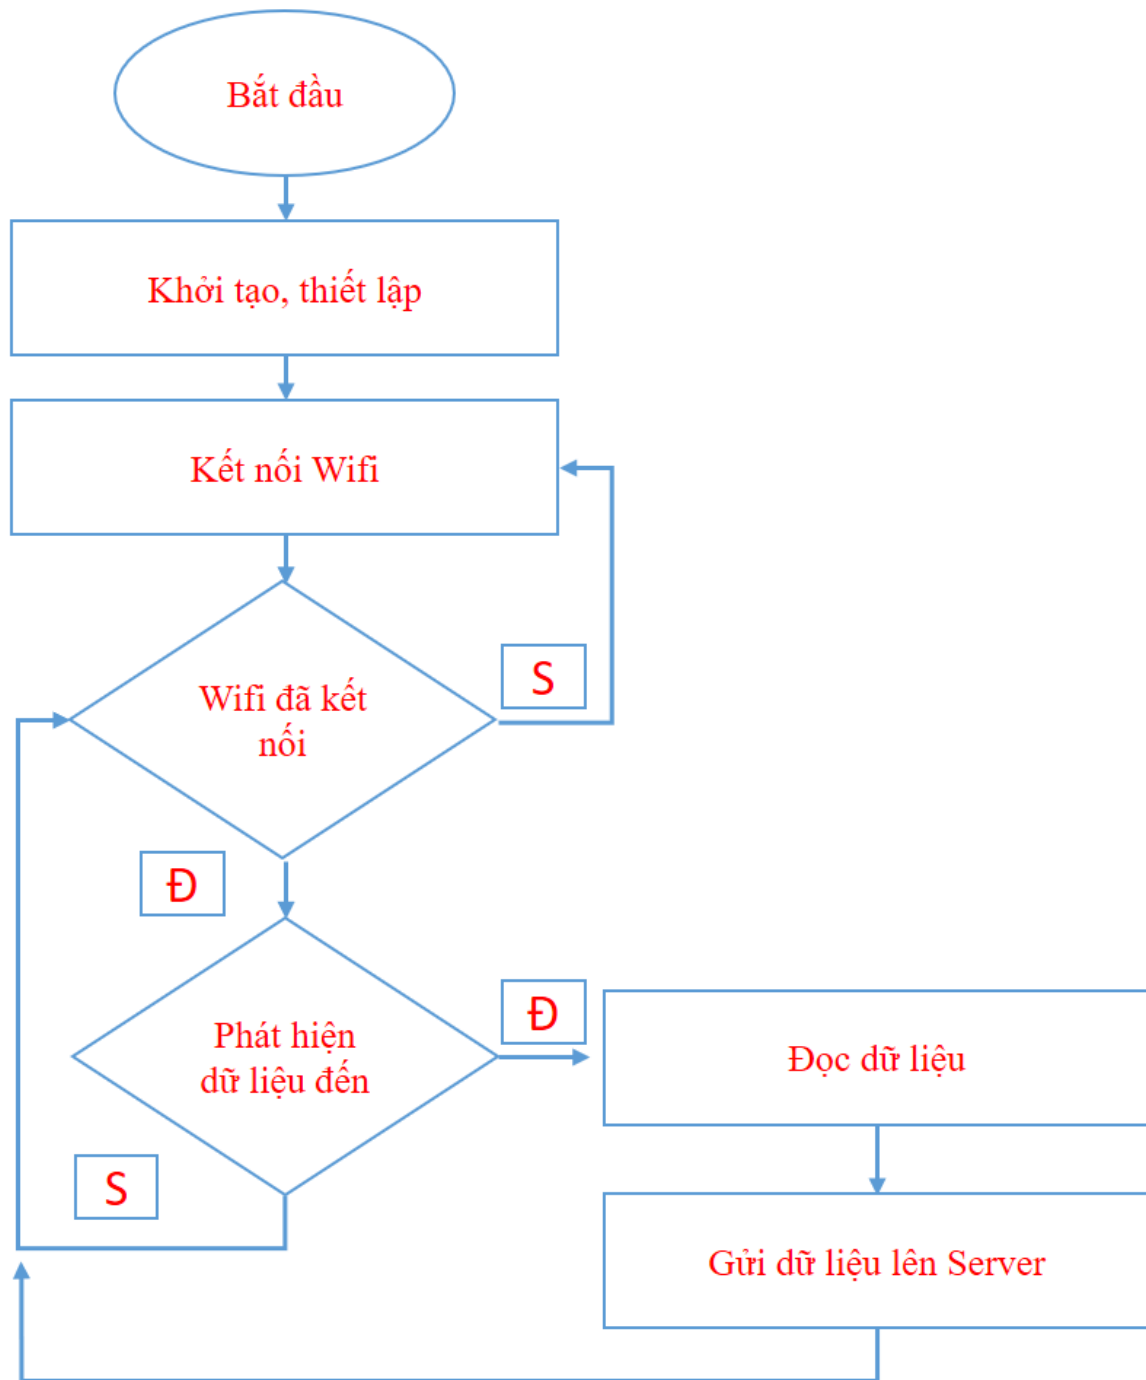 Bắt đầu
Khởi tạo, thiết lập
Kết nối Wifi
Wifi đã kết
nối
S
Đ
Phát hiện
dữ liệu đến
Đ
Đọc dữ liệu
S
Gửi dữ liệu lên Server